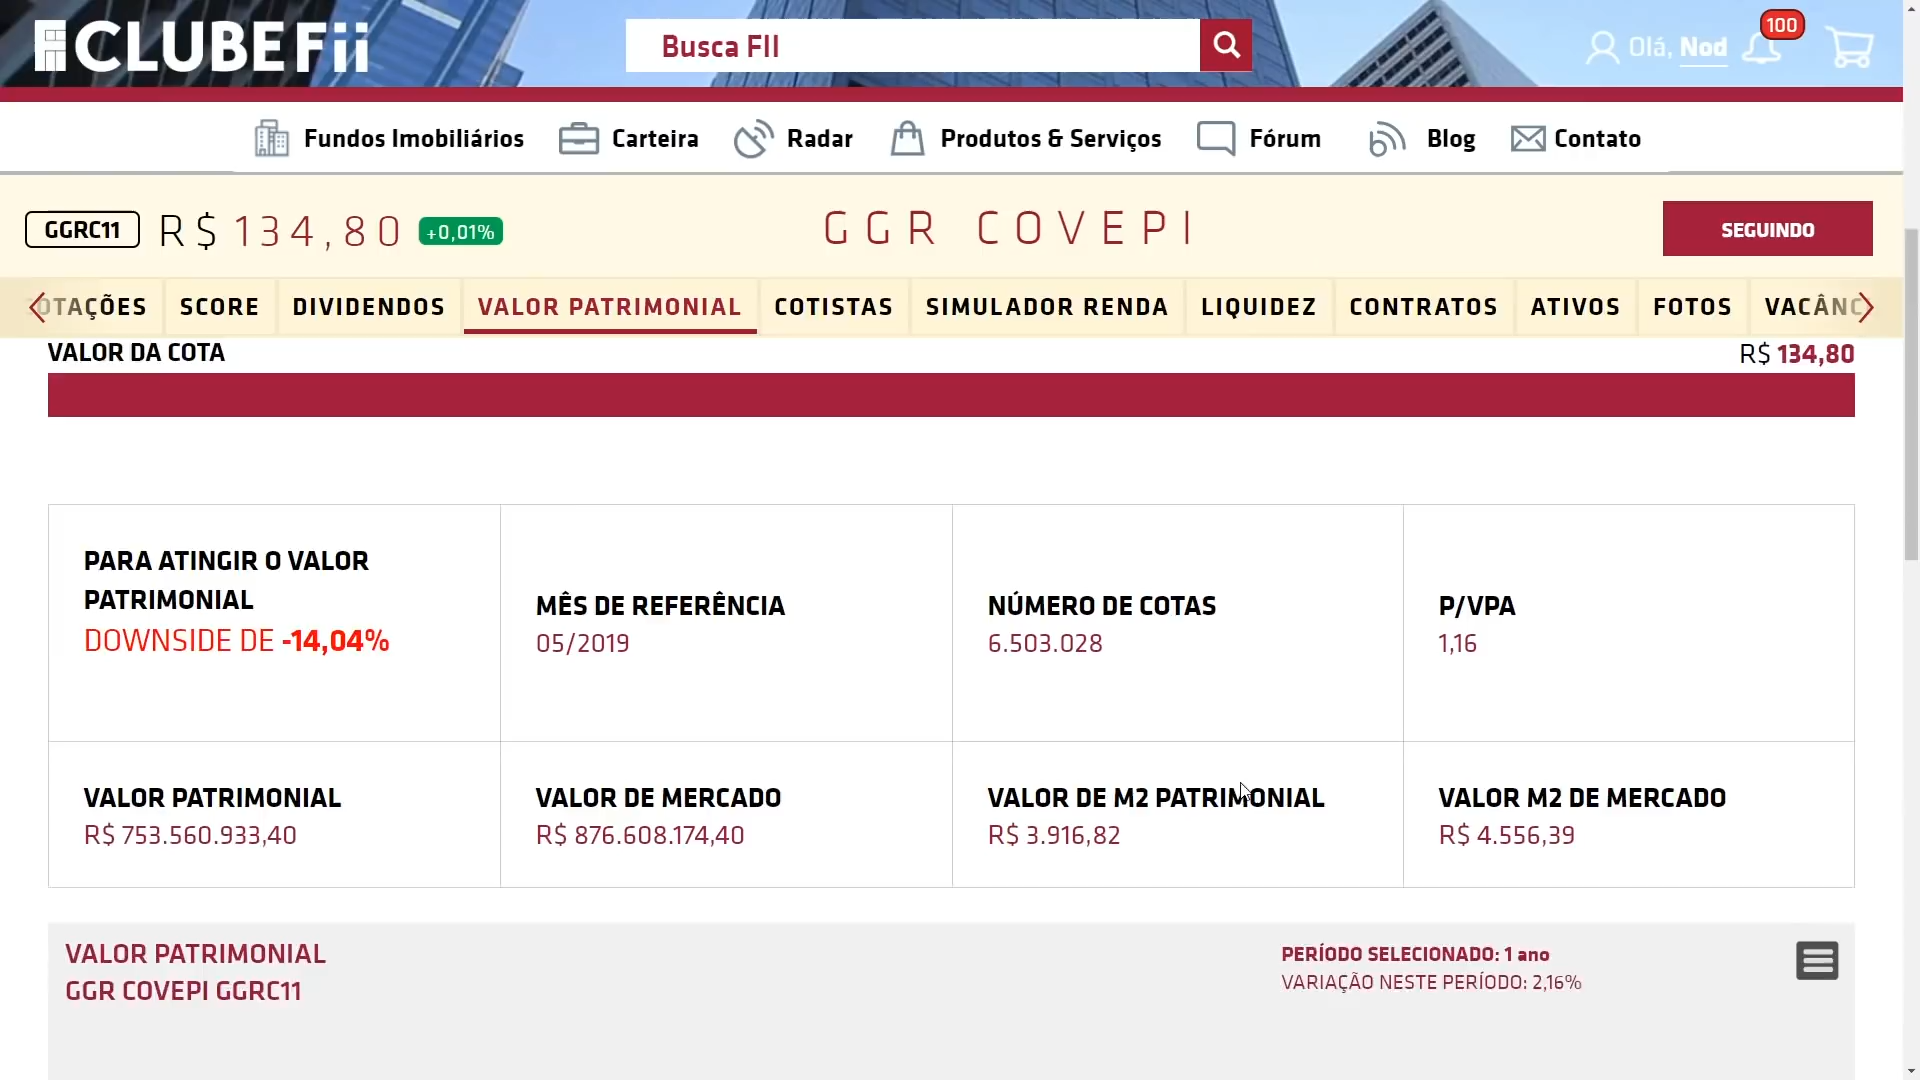 CLUBEFii
Busca FII
Olá, Nod
100
Fundos Imobiliários
Carteira
Radar
Produtos & Serviços
Fórum
Blog
Contato
GGRC11
R$ 134,80
+0,01%
GGR COVEPI
SEGUINDO
OTAÇÕES
SCORE
DIVIDENDOS
VALOR PATRIMONIAL
COTISTAS
SIMULADOR RENDA
LIQUIDEZ
CONTRATOS
ATIVOS
FOTOS
VACÂNC
VALOR DA COTA
R$ 134,80
PARA ATINGIR O VALOR
PATRIMONIAL
DOWNSIDE DE -14,04%
MÊS DE REFERÊNCIA
05/2019
NÚMERO DE COTAS
6.503.028
P/VPA
1,16
VALOR PATRIMONIAL
R$ 753.560.933,40
VALOR DE MERCADO
R$ 876.608.174,40
VALOR DE M2 PATRIMONIAL
R$ 3.916,82
VALOR M2 DE MERCADO
R$ 4.556,39
VALOR PATRIMONIAL
GGR COVEPI GGRC11
PERÍODO SELECIONADO: 1 ano
VARIAÇÃO NESTE PERÍODO: 2,16%